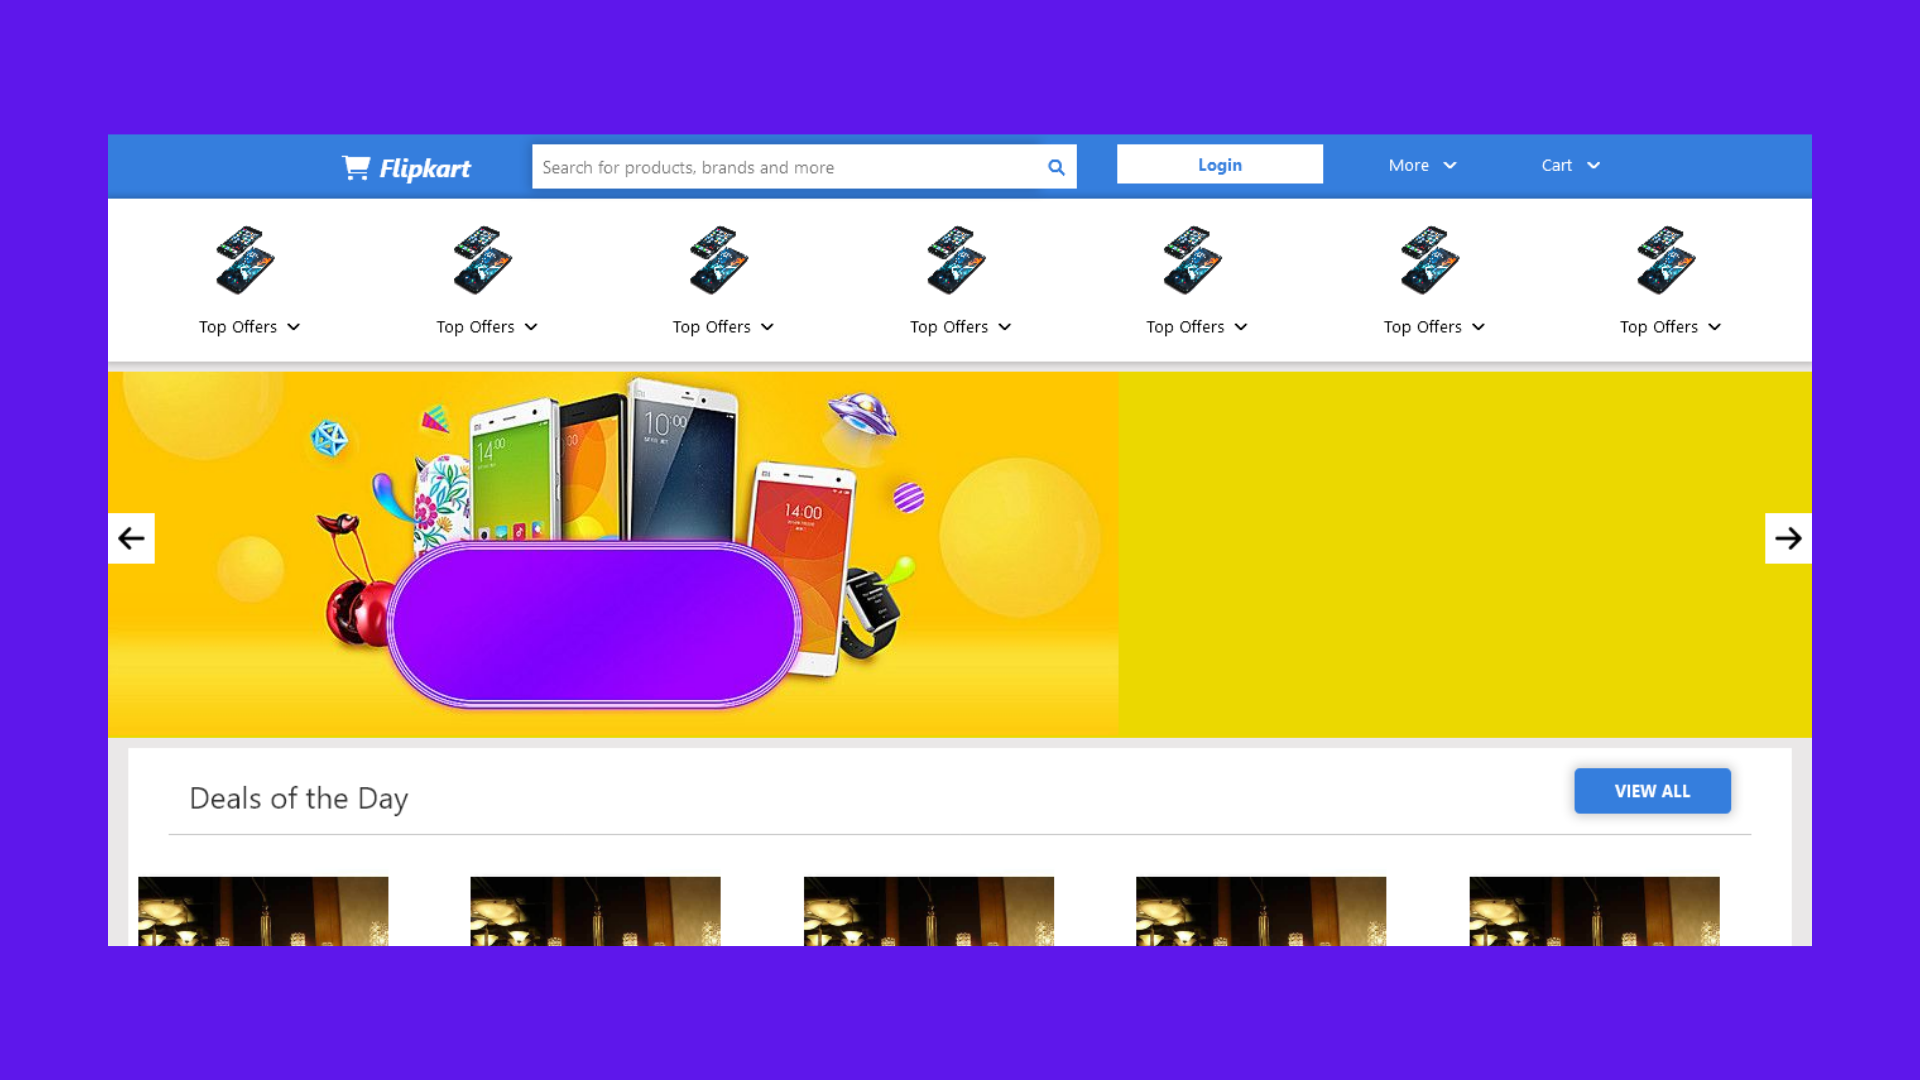 Flipkart
Search for products, brands and more
Login
More
Cart
Top Offers
Top Offers
Top Offers
Top Offers
Top Offers
Top Offers
Top Offers
14:00
:00
10:00
14:00
Deals of the Day
VIEW ALL